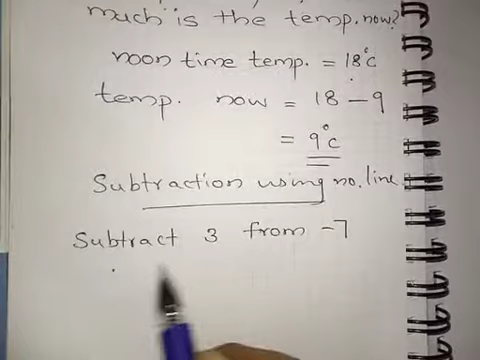 much is the temp. now?
noon time temp. = 18°C
temp. now = 18 - 9
= 9°C
Subtraction using no. line.
Subtract 3 from -7